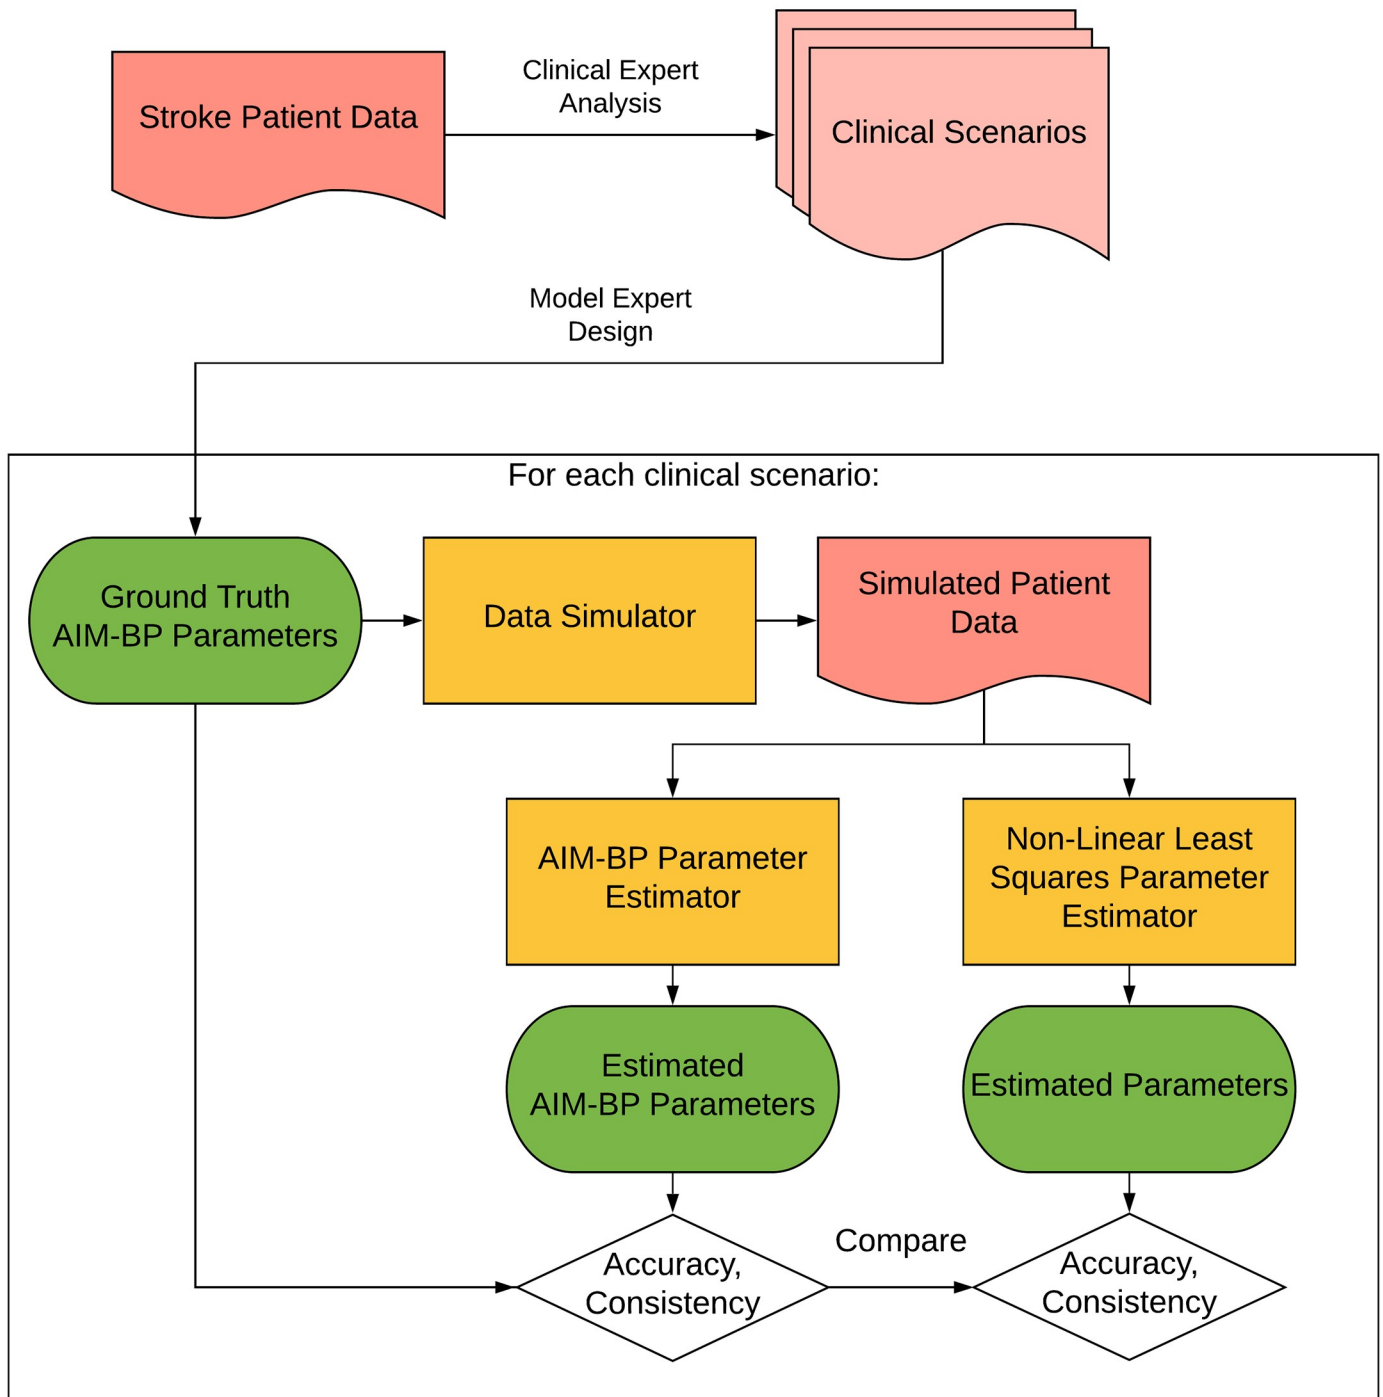 Stroke Patient Data
Clinical Expert
Analysis
Clinical Scenarios
Model Expert
Design
For each clinical scenario:
Ground Truth
AIM-BP Parameters
Data Simulator
Simulated Patient
Data
AIM-BP Parameter
Estimator
Non-Linear Least
Squares Parameter
Estimator
Estimated
AIM-BP Parameters
Estimated Parameters
Accuracy,
Consistency
Compare
Accuracy,
Consistency